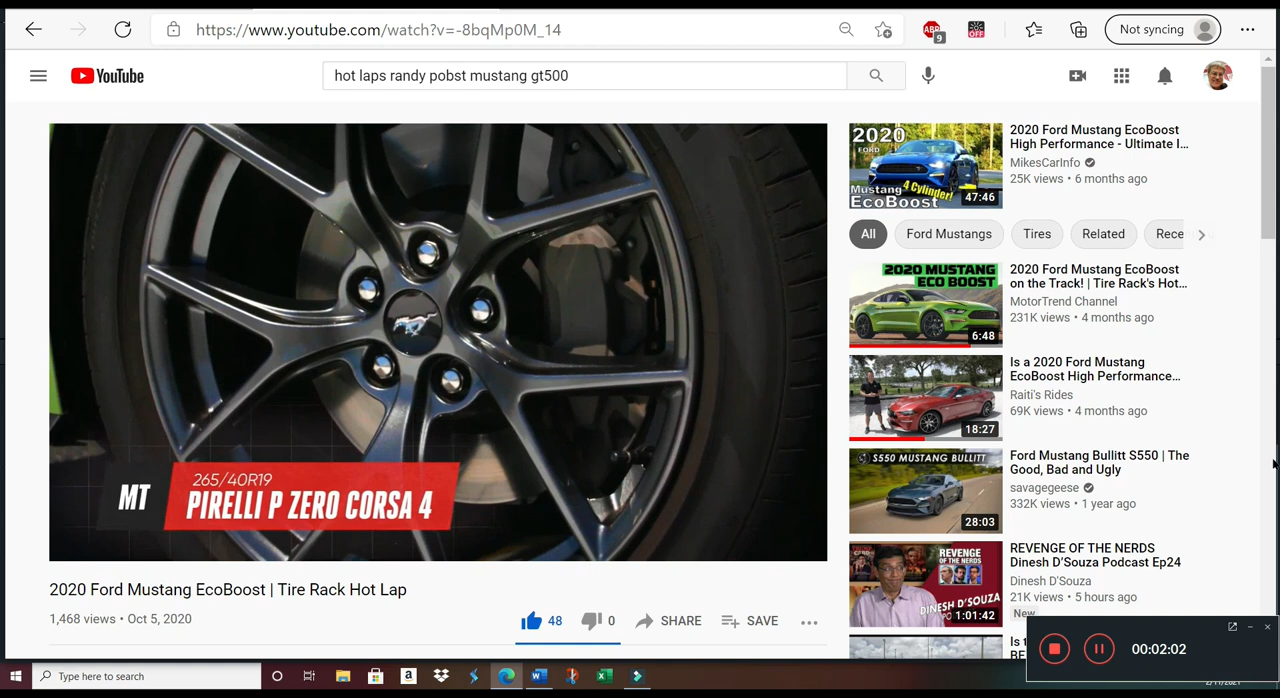 https://www.youtube.com/watch?v=-8bqMp0M_14
ABP
9
OFF
Not syncing
YouTube
hot laps randy pobst mustang gt500
MT
265/40R19
PIRELLI P ZERO CORSA 4
2020 Ford Mustang EcoBoost | Tire Rack Hot Lap
1,468 views • Oct 5, 2020
48
0
SHARE
SAVE
2020
FORD
Mustang
EcoBoost
4 Cylinder!
47:46
2020 Ford Mustang EcoBoost
High Performance - Ultimate I...
MikesCarInfo
25K views • 6 months ago
All
Ford Mustangs
Tires
Related
Rece
2020 MUSTANG
ECO BOOST
6:48
2020 Ford Mustang EcoBoost
on the Track! | Tire Rack's Hot...
MotorTrend Channel
231K views • 4 months ago
18:27
Is a 2020 Ford Mustang
EcoBoost High Performance...
Raiti's Rides
69K views • 4 months ago
S550 MUSTANG BULLITT
28:03
Ford Mustang Bullitt S550 | The
Good, Bad and Ugly
savagegeese
332K views • 1 year ago
REVENGE
OF THE NERDS
DINESH D'SOUZA
1:01:42
REVENGE OF THE NERDS
Dinesh D'Souza Podcast Ep24
Dinesh D'Souza
21K views • 5 hours ago
New
00:02:02
Type here to search